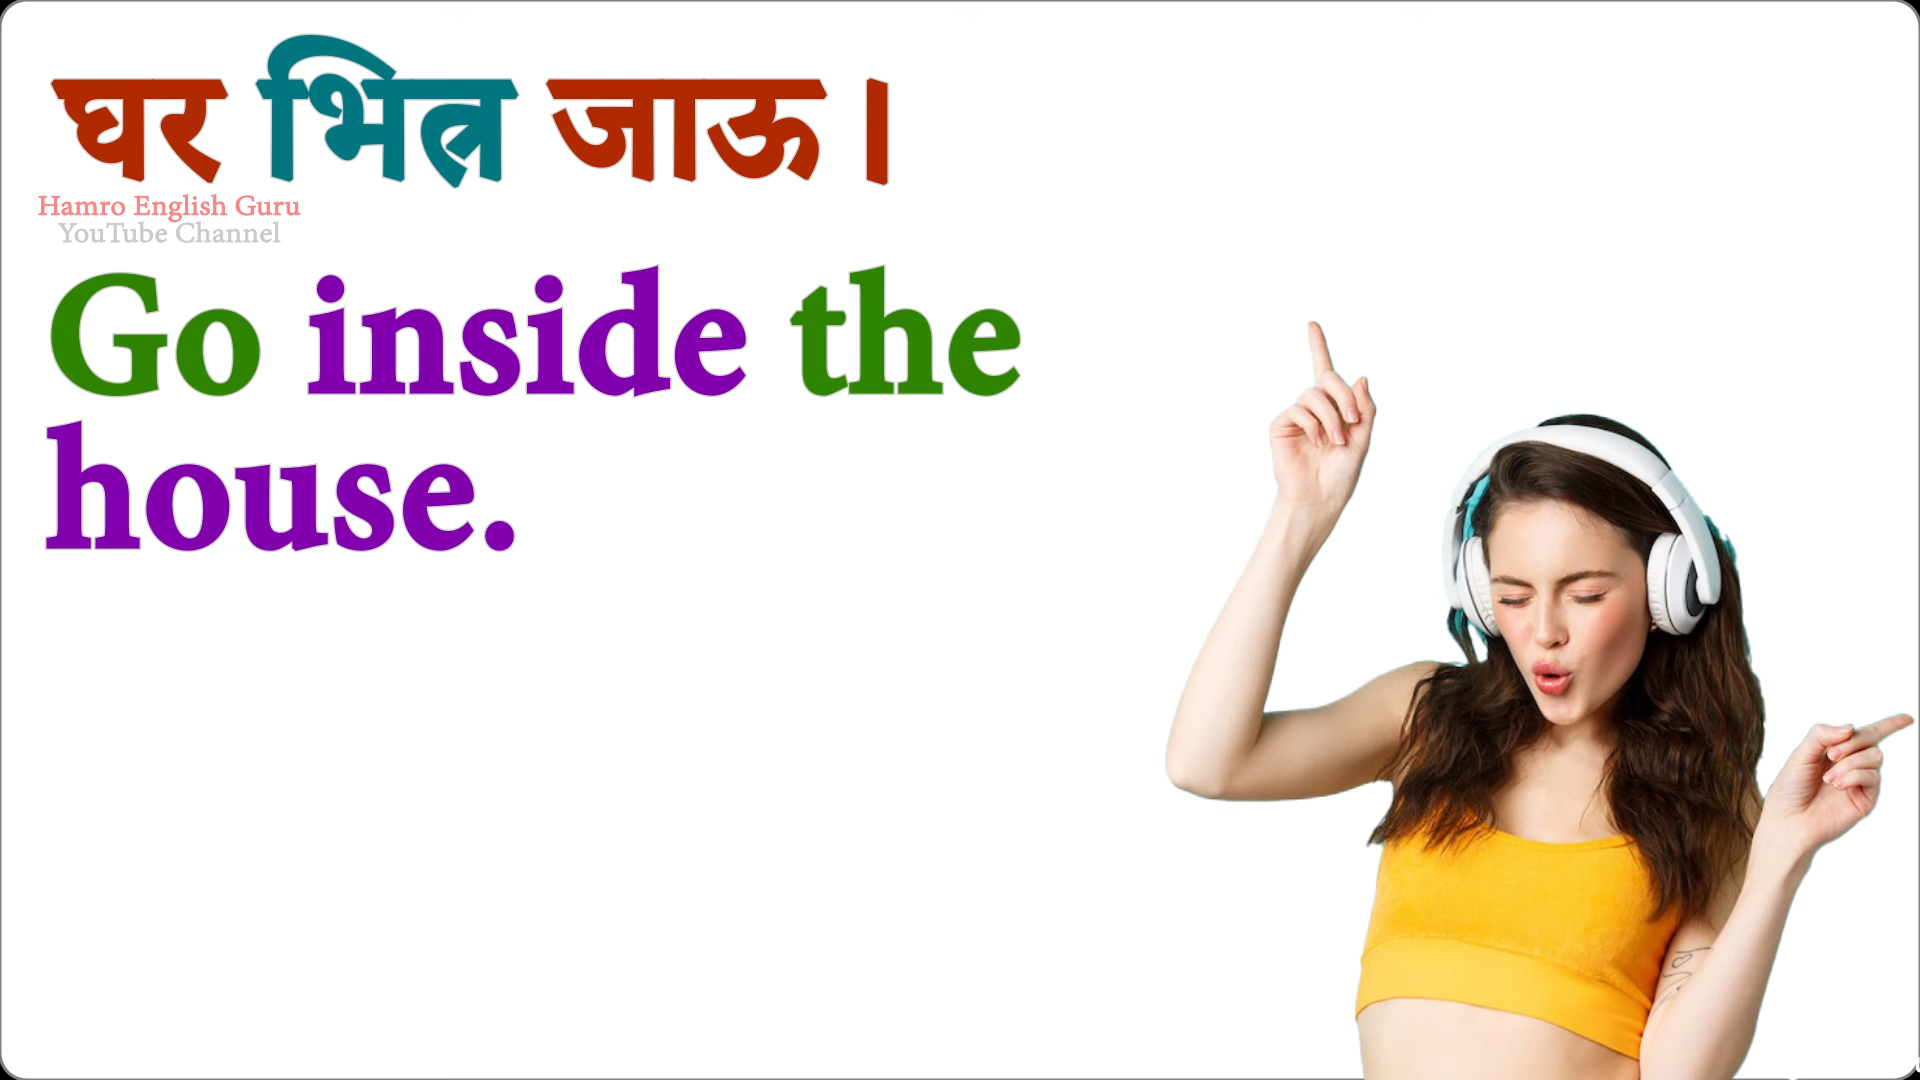 घर भित्र जाऊ।
Hamro English Guru
YouTube Channel
Go inside the
house.